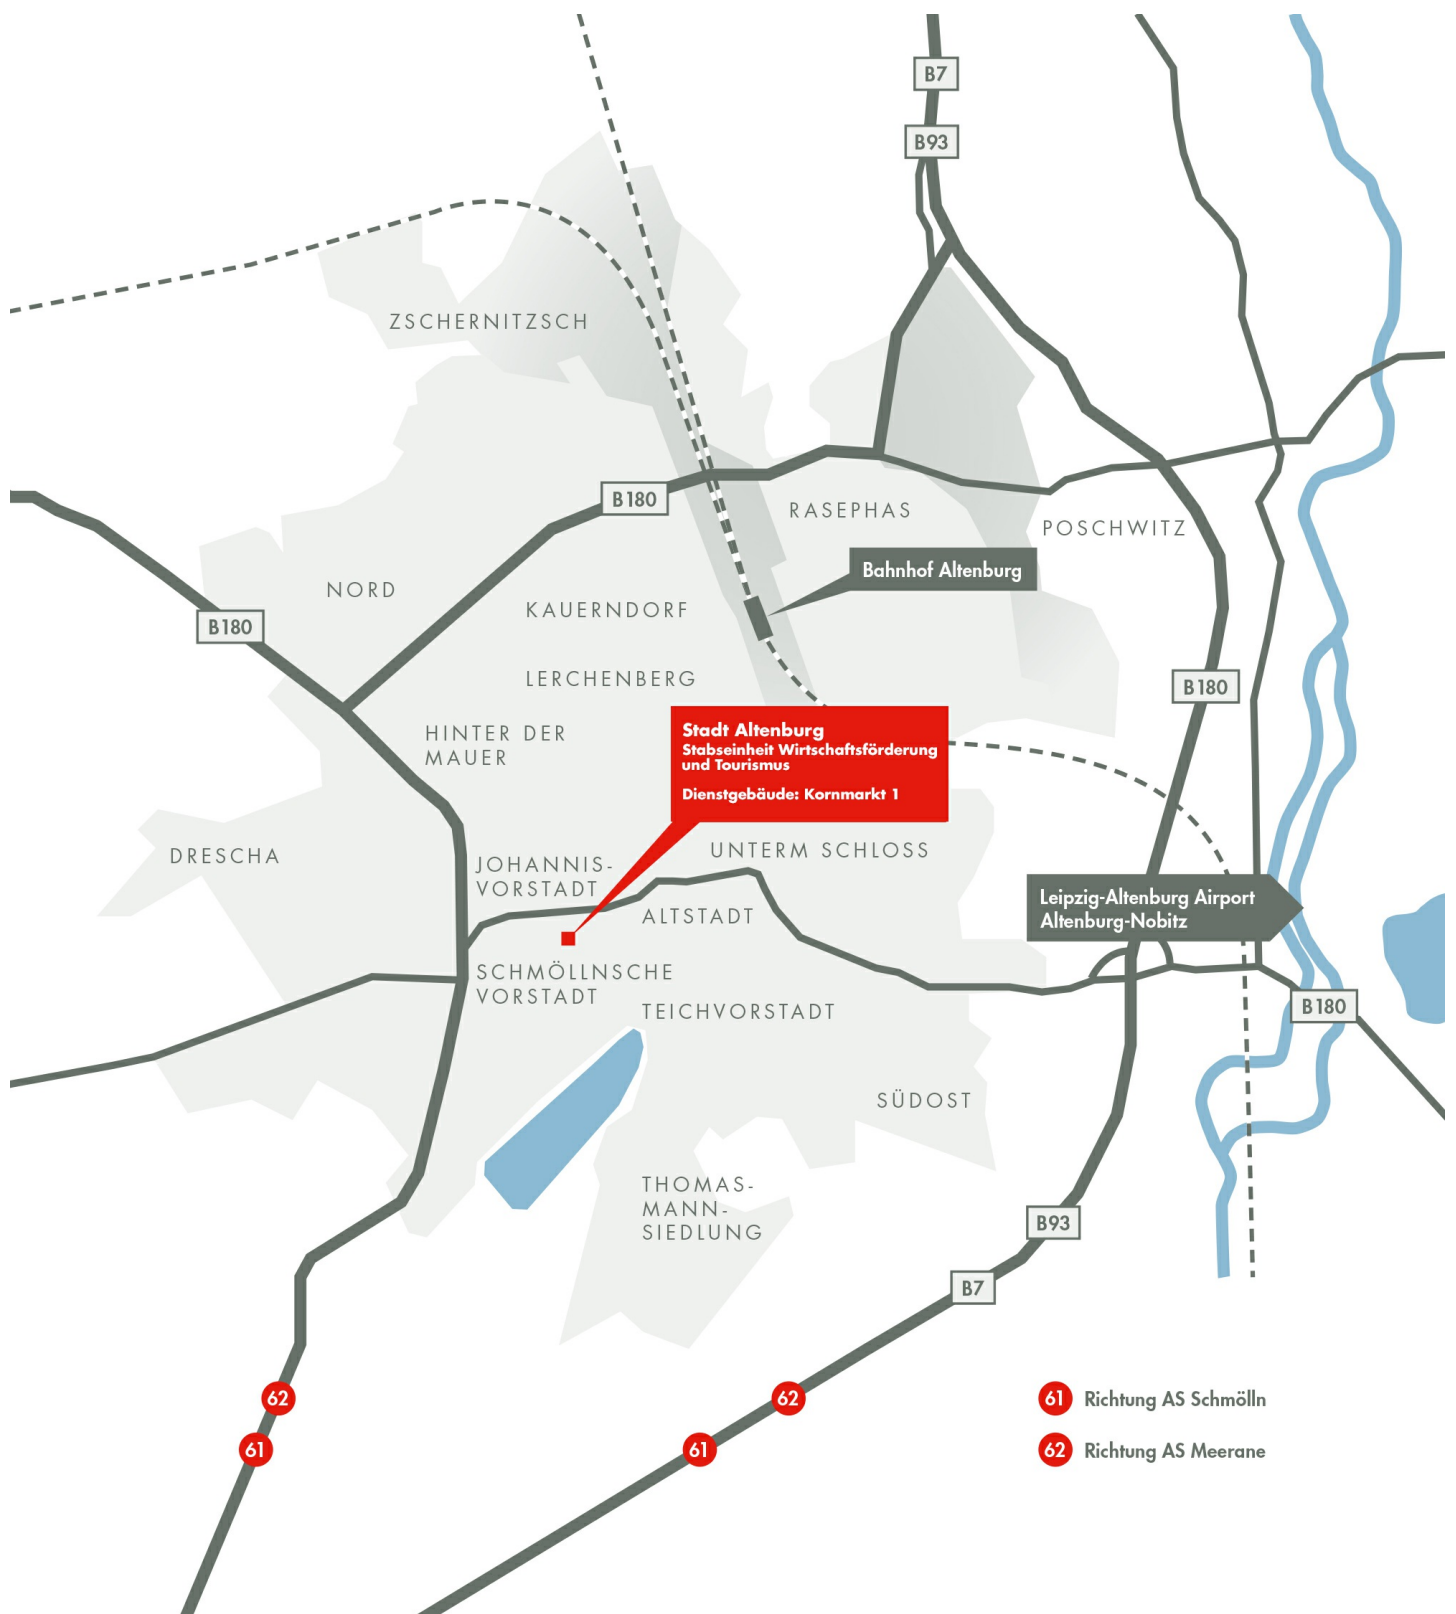 B7
B93
ZSCHERNITZSCH
B180
RASEPHAS
POSCHWITZ
Bahnhof Altenburg
NORD
KAUERNDORF
B180
LERCHENBERG
B180
Stadt Altenburg
Stabseinheit Wirtschaftsförderung
und Tourismus
Dienstgebäude: Kornmarkt 1
HINTER DER
MAUER
DRESCHA
JOHANNIS-
VORSTADT
UNTERM SCHLOSS
Leipzig-Altenburg Airport
Altenburg-Nobitz
ALTSTADT
SCHMÖLLNSCHE
VORSTADT
TEICHVORSTADT
B180
SÜDOST
THOMAS-
MANN-
SIEDLUNG
B93
B7
62
61
62
61
61 Richtung AS Schmölln
62 Richtung AS Meerane